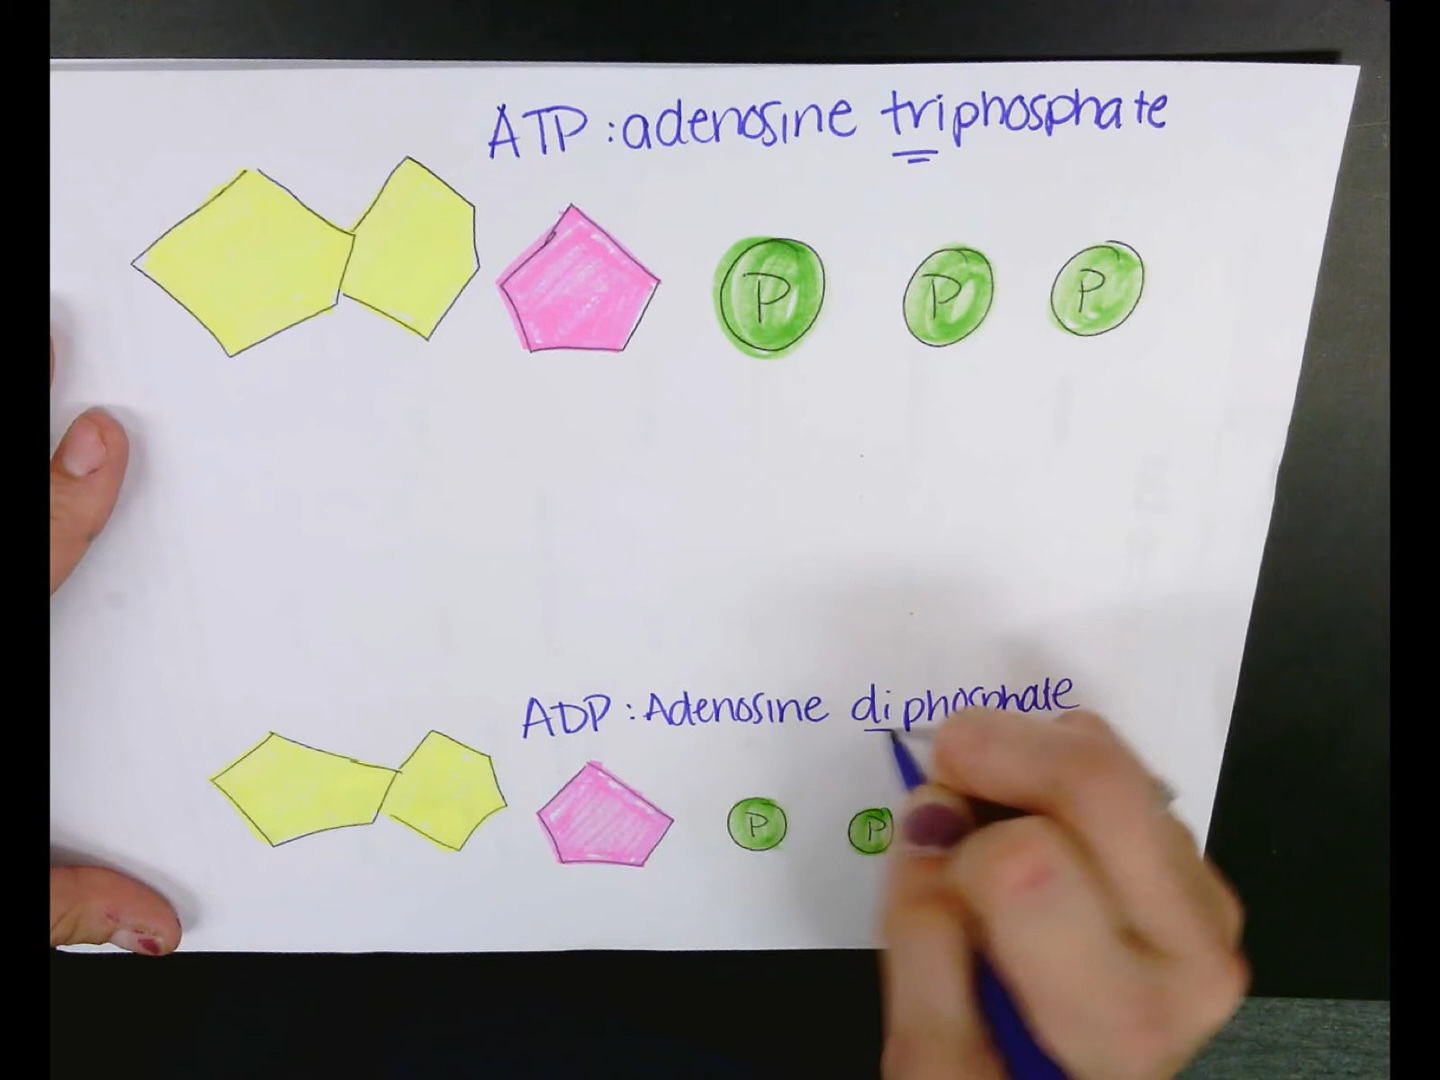 ATP : adenosine triphosphate
P P P
ADP : Adenosine diphosphate
P P